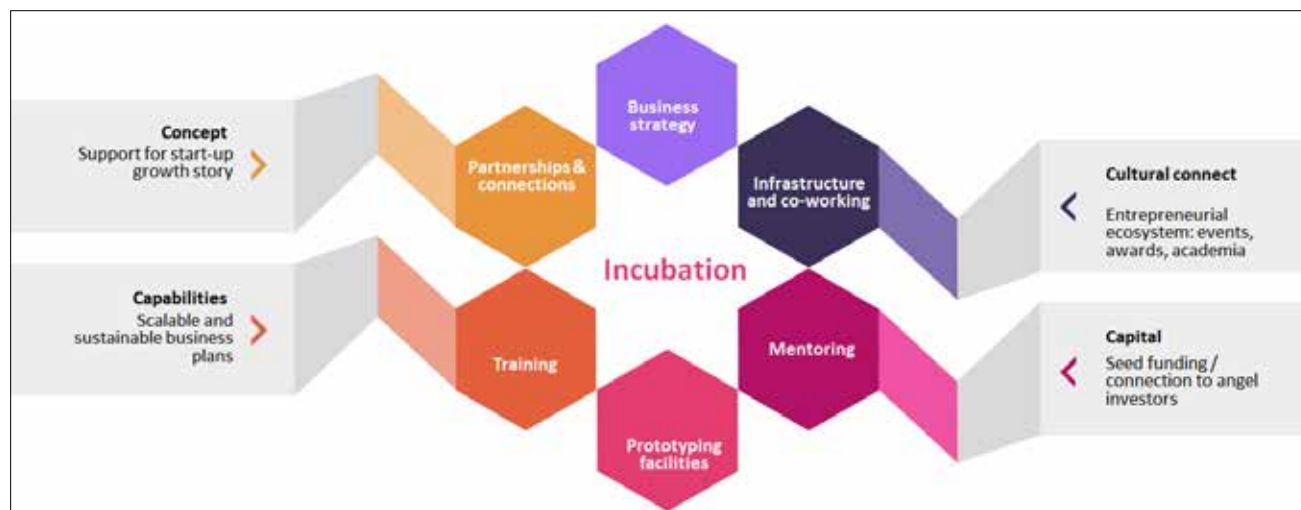 Concept
Support for start-up
growth story
Capabilities
Scalable and
sustainable business
plans
Business
strategy
Partnerships &
connections
Infrastructure
and co-working
Incubation
Training
Mentoring
Prototyping
facilities
Cultural connect
Entrepreneurial
ecosystem: events,
awards, academia
Capital
Seed funding /
connection to angel
investors